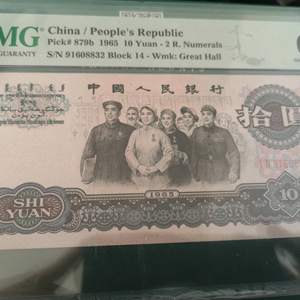 MG
GUARANTY
China / People's Republic
Pick# 879b 1965 10 Yuan - 2 R. Numerals
S/N 91608832 Block 14 - Wmk: Great Hall
中国人民银行
拾圆
1965
SHI
YUAN
10